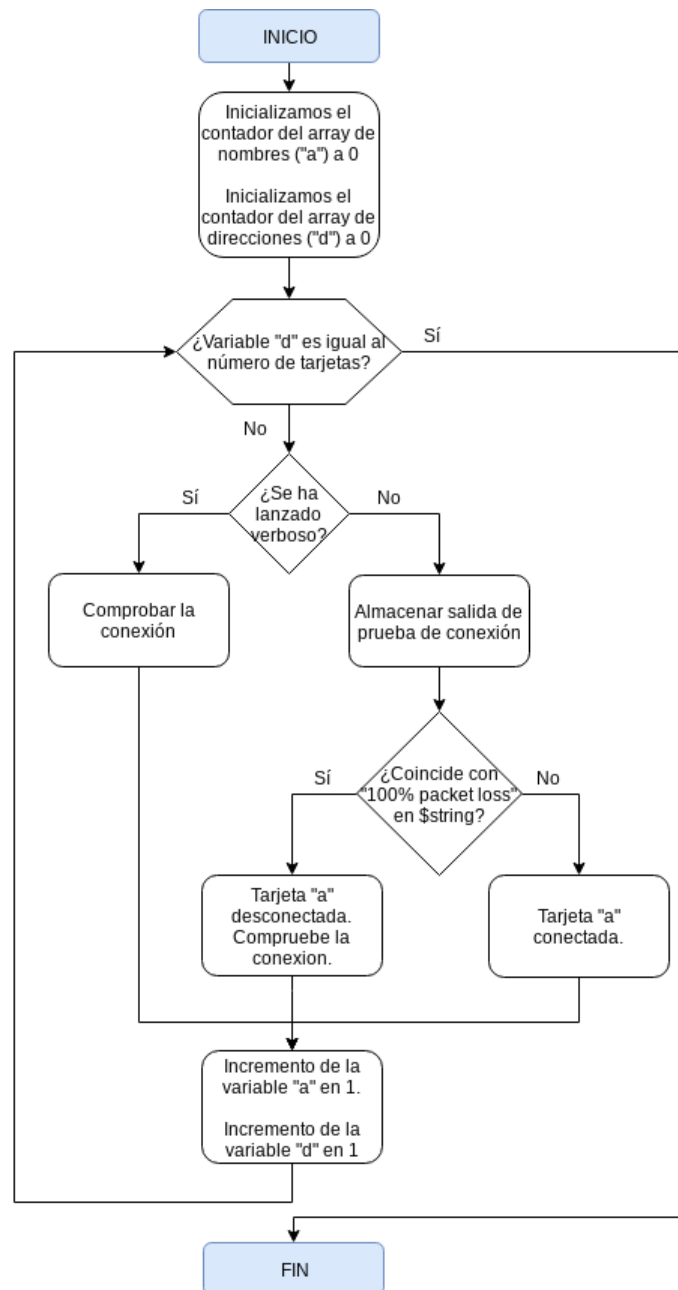 INICIO
Inicializamos el
contador del array de
nombres ("a") a 0
Inicializamos el
contador del array de
direcciones ("d") a 0
¿Variable "d" es igual al
número de tarjetas?
Sí
No
¿Se ha
lanzado
verboso?
Sí
No
Comprobar la
conexión
Almacenar salida de
prueba de conexión
¿Coincide con
"100% packet loss"
en $string?
Sí
No
Tarjeta "a"
desconectada.
Compruebe la
conexion.
Tarjeta "a"
conectada.
Incremento de la
variable "a" en 1.
Incremento de la
variable "d" en 1
FIN